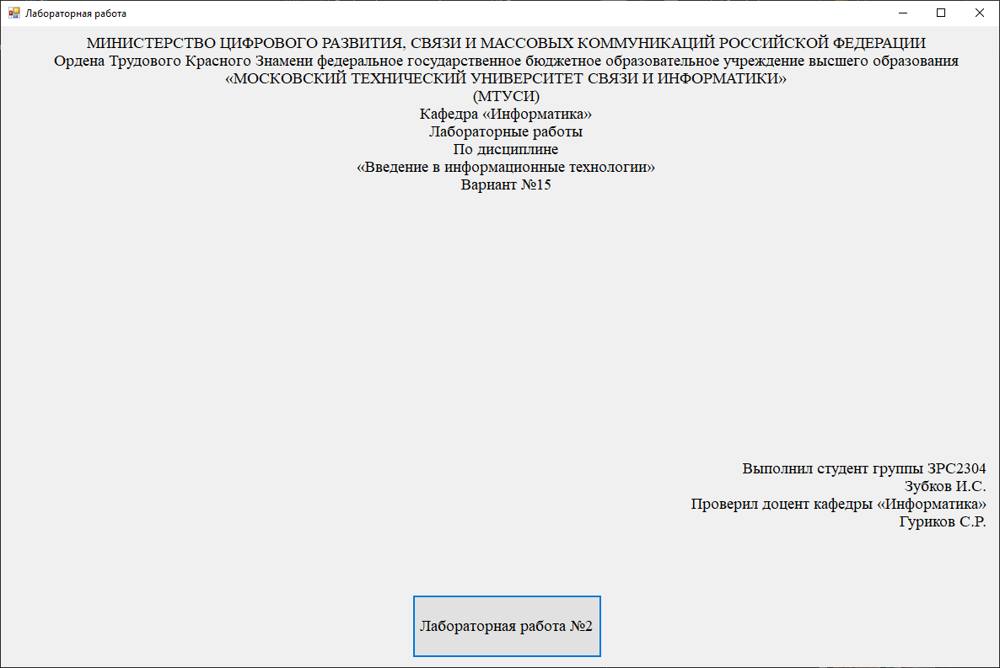 Лабораторная работа
МИНИСТЕРСТВО ЦИФРОВОГО РАЗВИТИЯ, СВЯЗИ И МАССОВЫХ КОММУНИКАЦИЙ РОССИЙСКОЙ ФЕДЕРАЦИИ
Ордена Трудового Красного Знамени федеральное государственное бюджетное образовательное учреждение высшего образования
«МОСКОВСКИЙ ТЕХНИЧЕСКИЙ УНИВЕРСИТЕТ СВЯЗИ И ИНФОРМАТИКИ»
(МТУСИ)
Кафедра «Информатика»
Лабораторные работы
По дисциплине
«Введение в информационные технологии»
Вариант №15
Выполнил студент группы ЗРС2304
Зубков И.С.
Проверил доцент кафедры «Информатика»
Гуриков С.Р.
Лабораторная работа №2